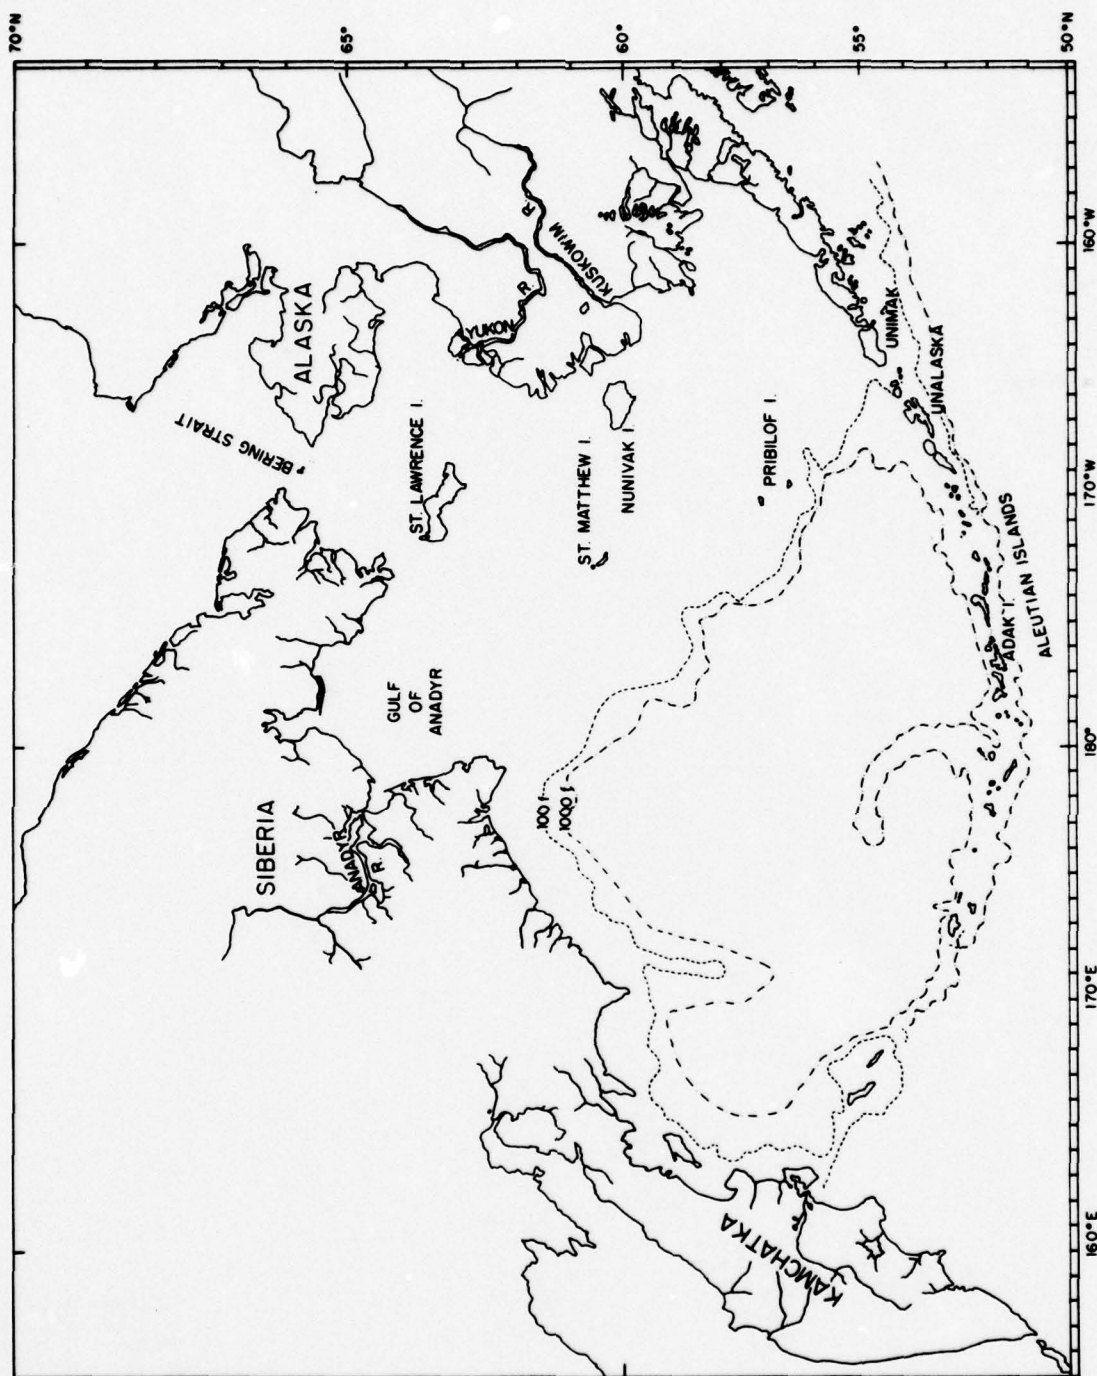 70°N
65°
60°
55°
50°N
160°W
170°W
180°
170°E
160°E
ALASKA
BERING STRAIT
YUKON
R.
KUSKOWIM
R.
ST. LAWRENCE I.
ST. MATTHEW I.
NUNIVAK I.
PRIBILOF I.
UNIMAK
UNALASKA
ALEUTIAN ISLANDS
ADAK I.
SIBERIA
ANADYR
R.
GULF
OF
ANADYR
100 f
1000 f
KAMCHATKA